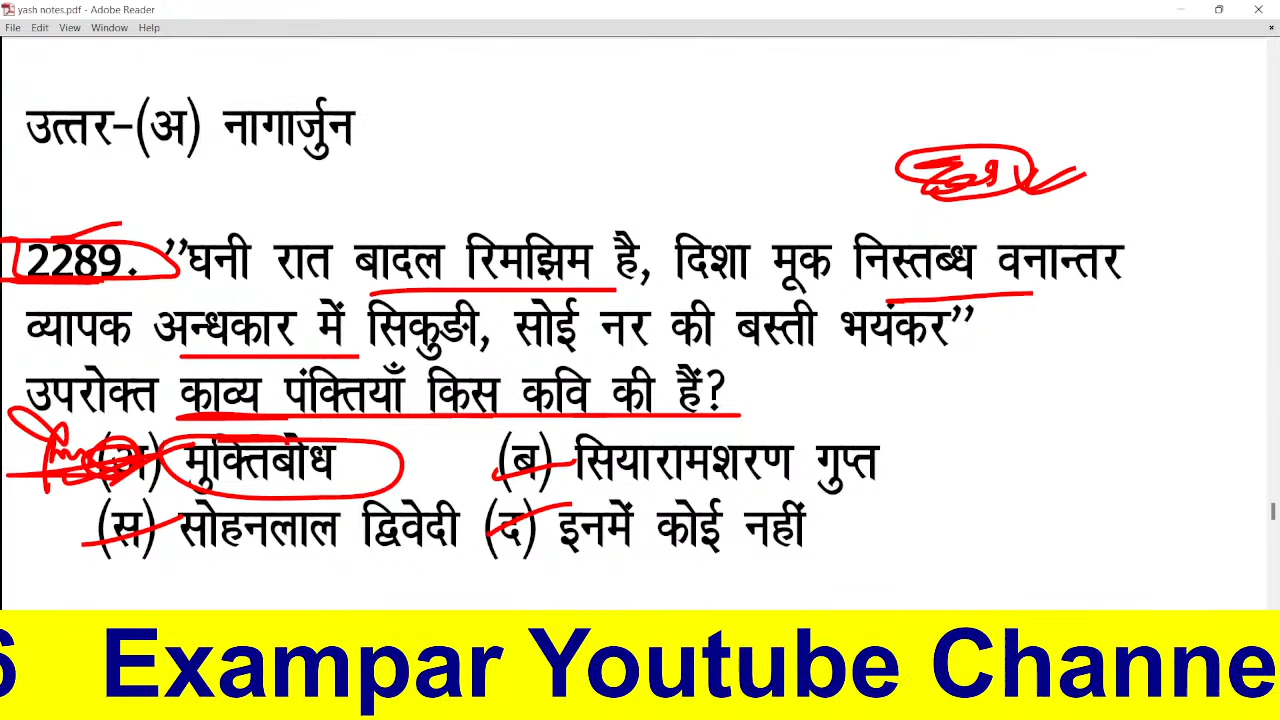 yash notes.pdf - Adobe Reader
File Edit View Window Help
उत्तर-(अ) नागार्जुन
2289. ”घनी रात बादल रिमझिम है, दिशा मूक निस्तब्ध वनान्तर
व्यापक अन्धकार में सिकुङी, सोई नर की बस्ती भयंकर”
उपरोक्त काव्य पंक्तियाँ किस कवि की हैं?
(अ) मुक्तिबोध (ब) सियारामशरण गुप्त
(स) सोहनलाल द्विवेदी (द) इनमें कोई नहीं
6 Exampar Youtube Channe